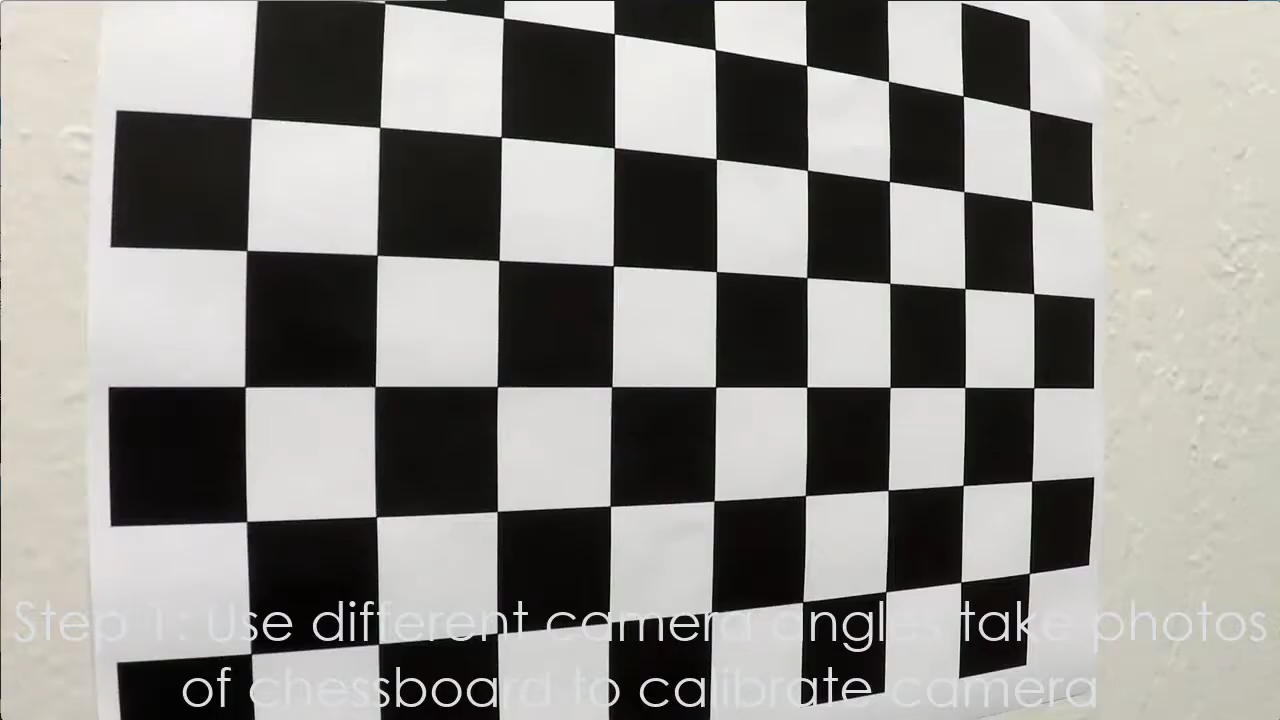 Step 1: Use different camera angles take photos
of chessboard to calibrate camera